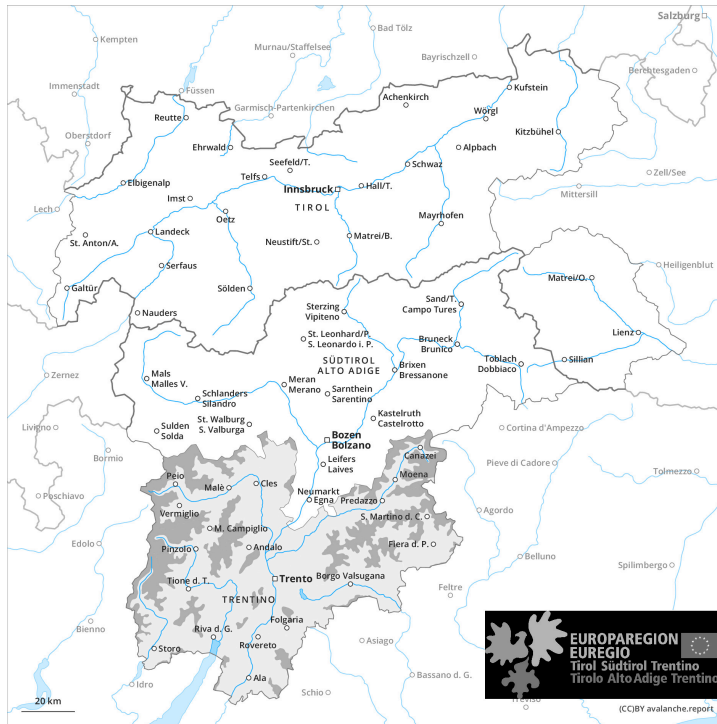 Salzburg
Kempten
Bad Tölz
Murnau/Staffelsee
Bayrischzell
Berchtesgaden
Immenstadt
Füssen
Kufstein
Achenkirch
Garmisch-Partenkirchen
Reutte
Wörgl
Oberstdorf
Kitzbühel
Ehrwald
Alpbach
Seefeld/T.
Schwaz
Zell/See
Telfs
Elbigenalp
Innsbruck
Hall/T.
Mittersill
Imst
Lech
TIROL
Oetz
Mayrhofen
St. Anton/A.
Landeck
Neustift/St.
Matrei/B.
Serfaus
Heiligenblut
Matrei/O.
Galtür
Sölden
Sand/T.
Campo Tures
Sterzing
Vipiteno
Nauders
Lienz
St. Leonhard/P.
S. Leonardo i. P.
Bruneck
Brunico
SÜDTIROL
ALTO ADIGE
Toblach
Dobbiaco
Sillian
Zernez
Mals
Malles V.
Brixen
Bressanone
Meran
Merano
Sarnthein
Sarentino
Schlanders
Silandro
Kastelruth
Castelrotto
St. Walburg
S. Valburga
Livigno
Sulden
Solda
Cortina d'Ampezzo
Bozen
Bolzano
Bormio
Canazei
Leifers
Laives
Pieve di Cadore
Tolmezzo
Peio
Moena
Malè
Cles
Poschiavo
Neumarkt
Egna
Predazzo
Vermiglio
Agordo
S. Martino d. C.
M. Campiglio
Edolo
Fiera d. P.
Pinzolo
Andalo
Belluno
Spilimbergo
Tione d. T.
Trento
Borgo Valsugana
Feltre
TRENTINO
Folgaria
Bienno
Riva d. G.
Rovereto
Asiago
Storo
EUROPAREGION
EUREGIO
Tirol Südtirol Trentino
Tirolo Alto Adige Trentino
Idro
Ala
Schio
Bassano d. G.
20 km
Treviso
(CC)BY avalanche.report